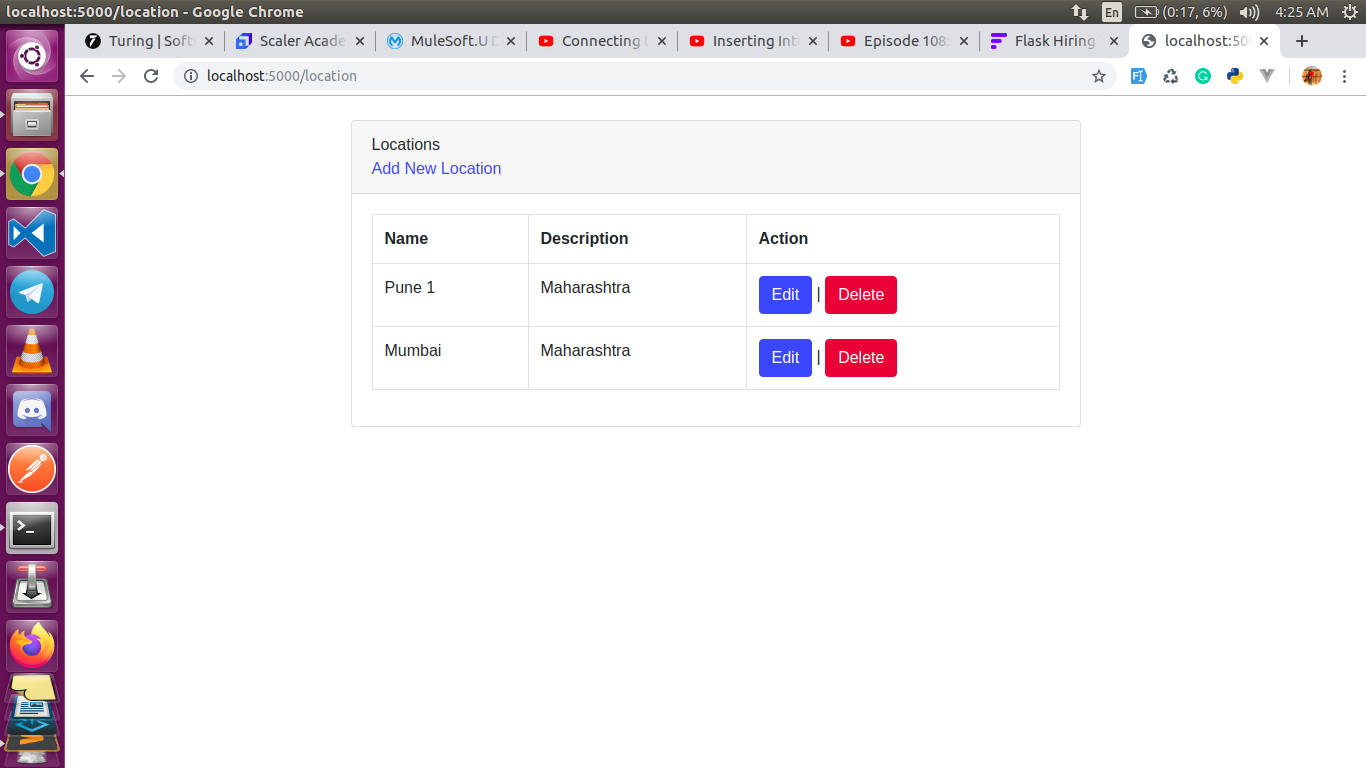 localhost:5000/location - Google Chrome
En (0:17, 6%) 4:25 AM
Turing | Soft Scaler Acade MuleSoft.U Connecting Inserting Int Episode 108: Flask Hiring localhost:50
localhost:5000/location
Locations
Add New Location
Name Description Action
Pune 1 Maharashtra Edit | Delete
Mumbai Maharashtra Edit | Delete